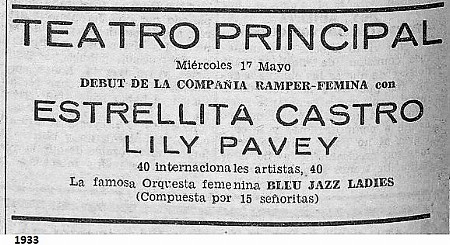 TEATRO PRINCIPAL
Miércoles 17 Mayo
DEBUT DE LA COMPAÑIA RAMPER-FEMINA con
ESTRELLITA CASTRO
LILY PAVEY
40 internacionales artistas, 40
La famosa Orquesta femenina BLEU JAZZ LADIES
(Compuesta por 15 señoritas)
1933